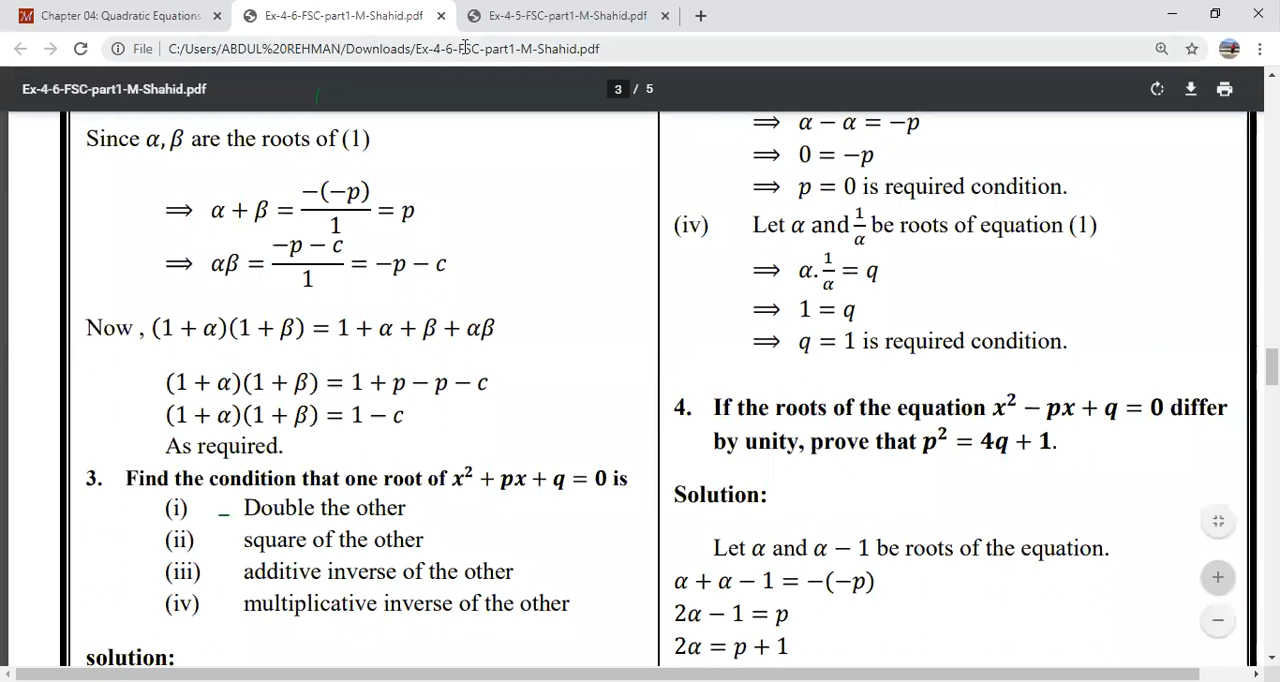 Chapter 04: Quadratic Equations
Ex-4-6-FSC-part1-M-Shahid.pdf
Ex-4-5-FSC-part1-M-Shahid.pdf
File | C:/Users/ABDUL%20REHMAN/Downloads/Ex-4-6-FSC-part1-M-Shahid.pdf
Ex-4-6-FSC-part1-M-Shahid.pdf
3 / 5
Since α, β are the roots of (1)
⟹ α + β = -(-p)/1 = p
⟹ αβ = (-p - c)/1 = -p - c
Now , (1 + α)(1 + β) = 1 + α + β + αβ
(1 + α)(1 + β) = 1 + p - p - c
(1 + α)(1 + β) = 1 - c
As required.
3. Find the condition that one root of x² + px + q = 0 is
(i) Double the other
(ii) square of the other
(iii) additive inverse of the other
(iv) multiplicative inverse of the other
solution:
⟹ α - α = -p
⟹ 0 = -p
⟹ p = 0 is required condition.
(iv) Let α and 1/α be roots of equation (1)
⟹ α. 1/α = q
⟹ 1 = q
⟹ q = 1 is required condition.
4. If the roots of the equation x² - px + q = 0 differ
by unity, prove that p² = 4q + 1.
Solution:
Let α and α - 1 be roots of the equation.
α + α - 1 = -(-p)
2α - 1 = p
2α = p + 1